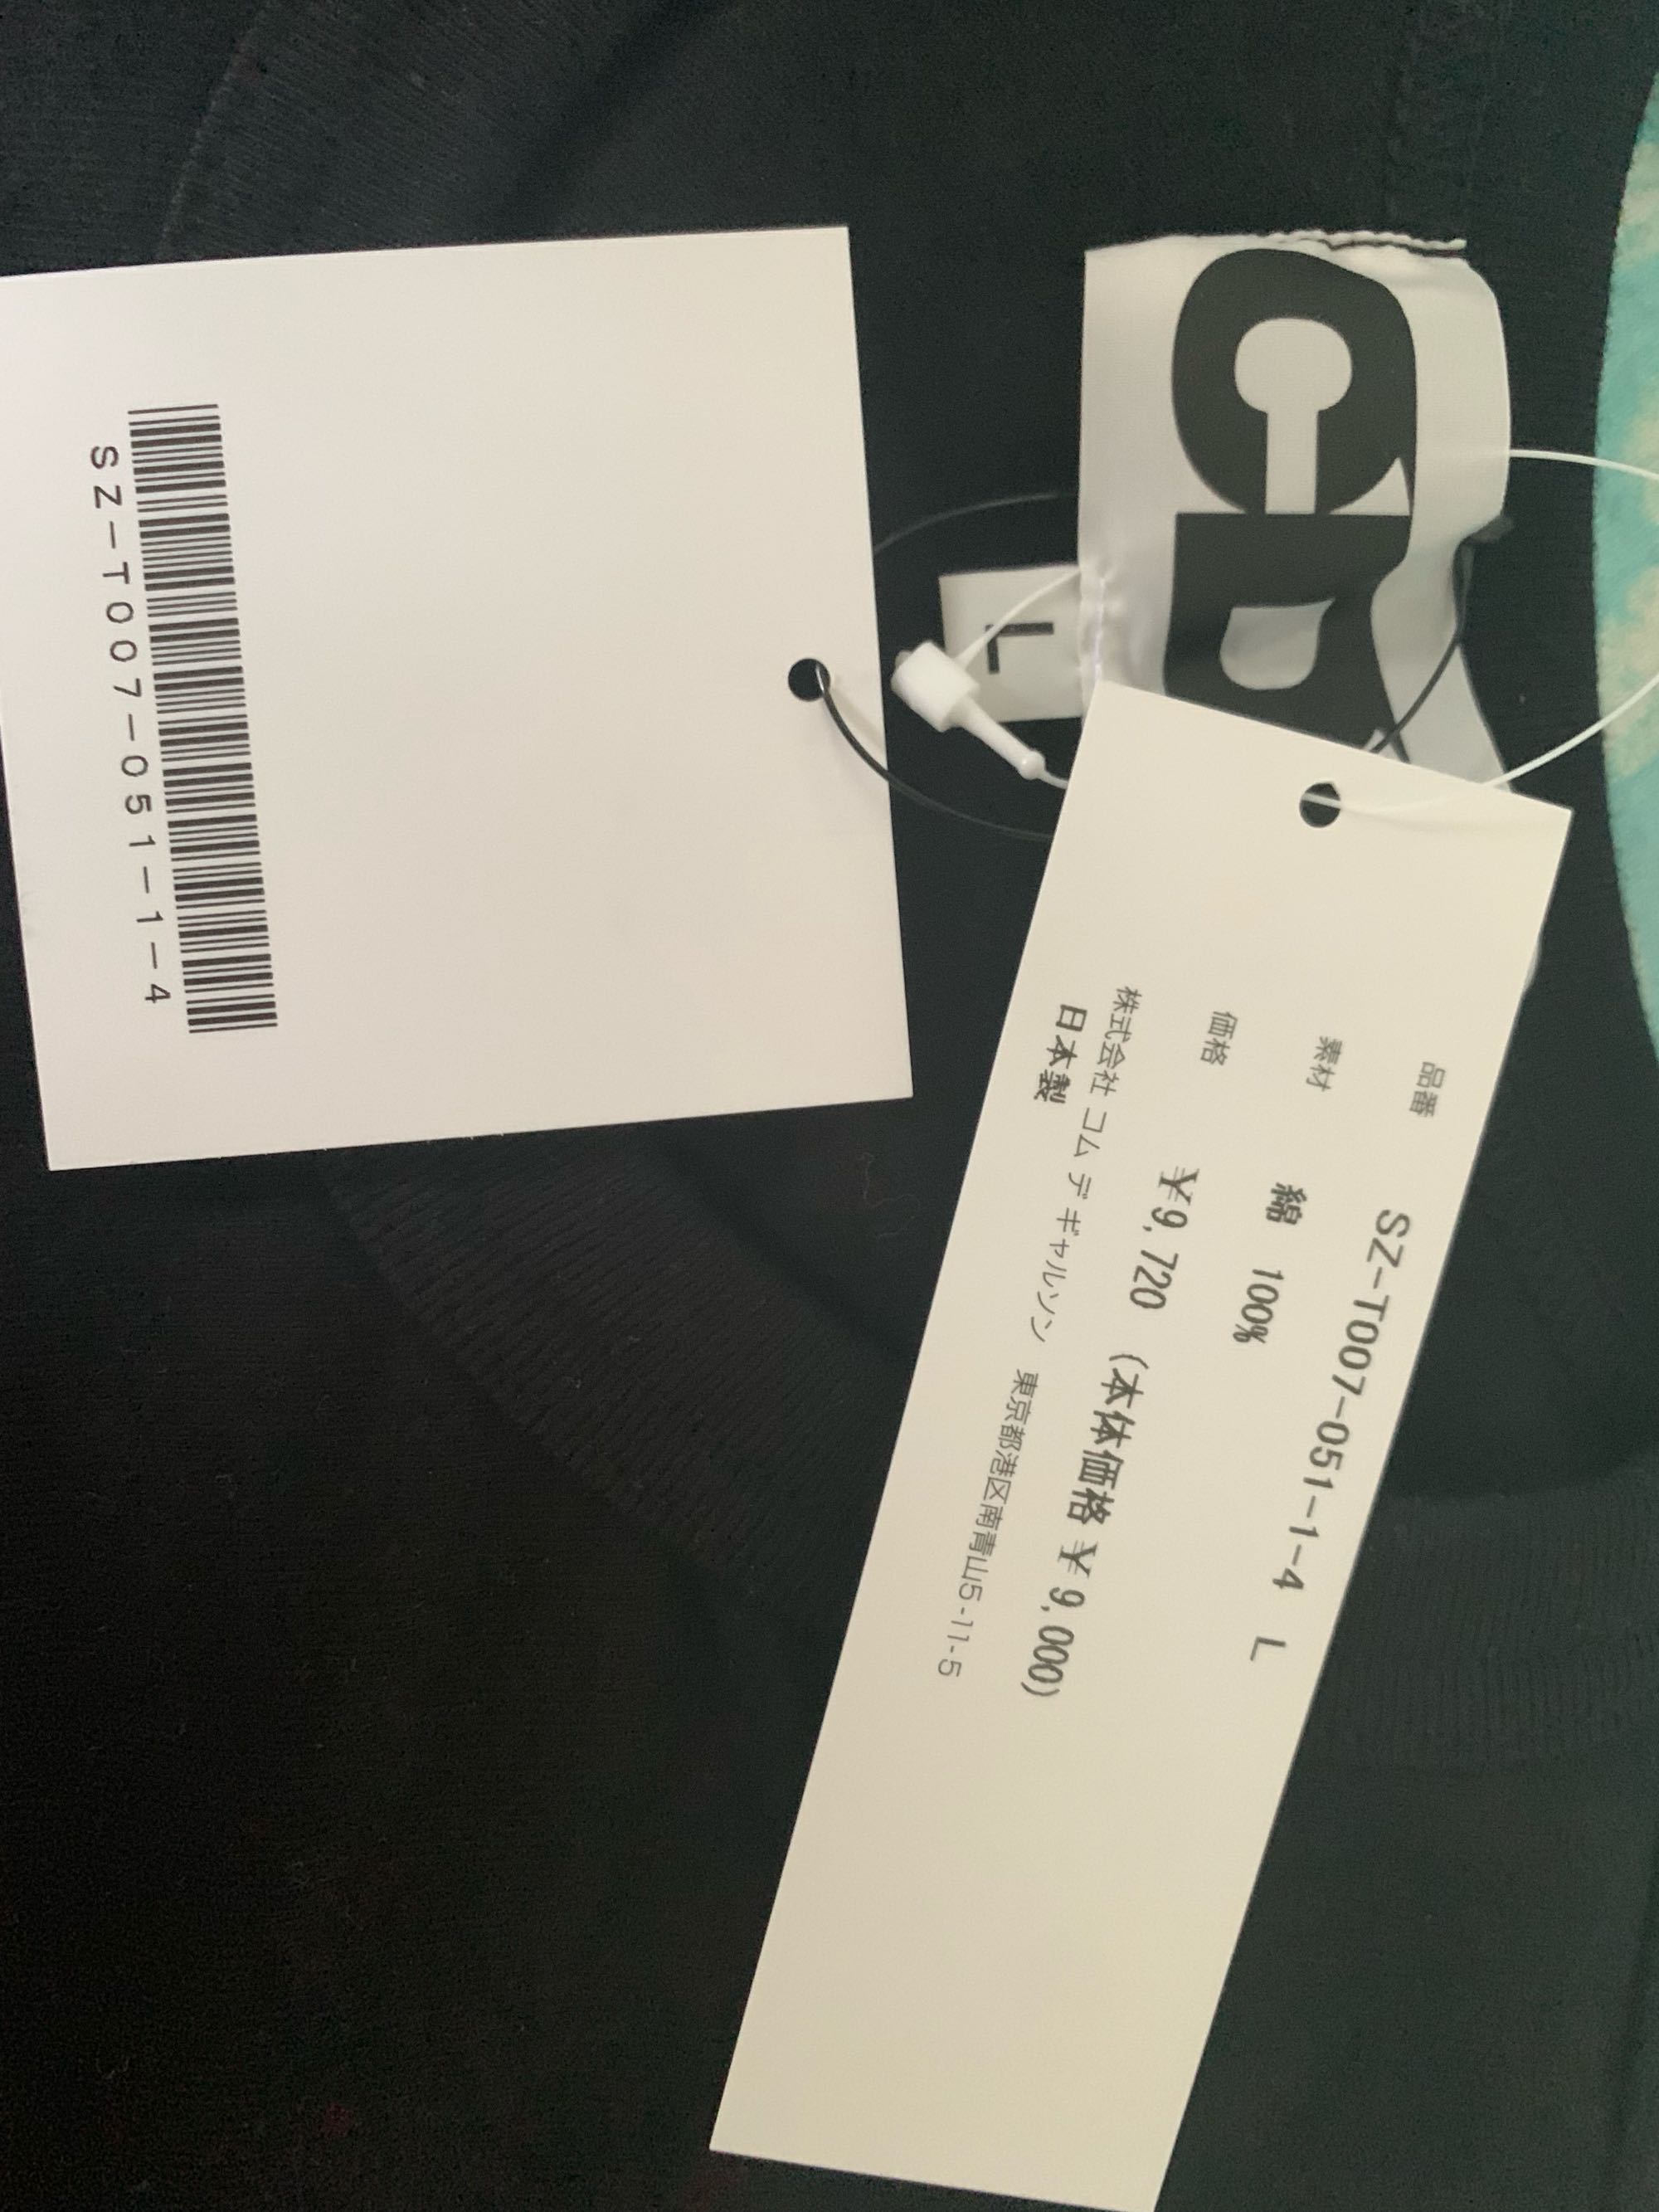 SZ-T007-051-1-4
L
品番 SZ-T007-051-1-4 L
素材 綿 100%
価格 ¥9,720 (本体価格 ¥9,000)
株式会社 コム デ ギャルソン 東京都港区南青山5-11-5
日本製